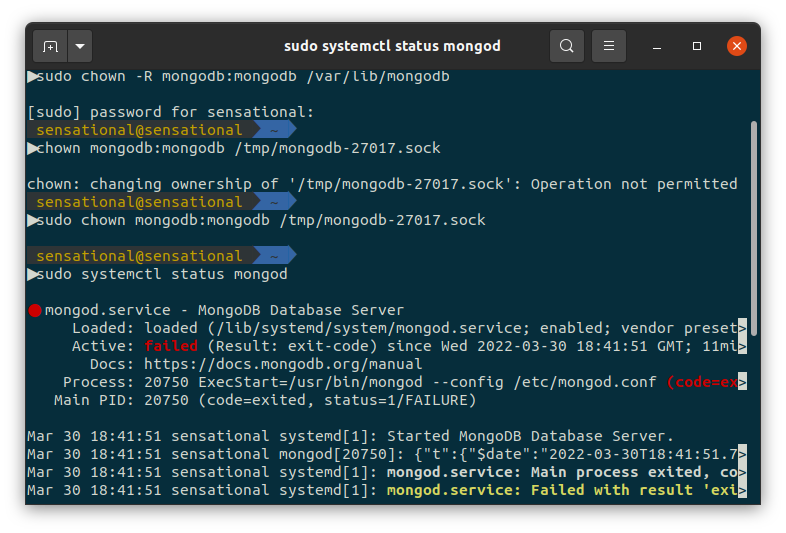 sudo systemctl status mongod
sudo chown -R mongodb:mongodb /var/lib/mongodb
[sudo] password for sensational:
sensational@sensational ~
chown mongodb:mongodb /tmp/mongodb-27017.sock
chown: changing ownership of '/tmp/mongodb-27017.sock': Operation not permitted
sensational@sensational ~
sudo chown mongodb:mongodb /tmp/mongodb-27017.sock
sensational@sensational ~
sudo systemctl status mongod
mongod.service - MongoDB Database Server
Loaded: loaded (/lib/systemd/system/mongod.service; enabled; vendor preset>
Active: failed (Result: exit-code) since Wed 2022-03-30 18:41:51 GMT; 11mi>
Docs: https://docs.mongodb.org/manual
Process: 20750 ExecStart=/usr/bin/mongod --config /etc/mongod.conf (code=ex>
Main PID: 20750 (code=exited, status=1/FAILURE)
Mar 30 18:41:51 sensational systemd[1]: Started MongoDB Database Server.
Mar 30 18:41:51 sensational mongod[20750]: {"t":{"$date":"2022-03-30T18:41:51.7>
Mar 30 18:41:51 sensational systemd[1]: mongod.service: Main process exited, co>
Mar 30 18:41:51 sensational systemd[1]: mongod.service: Failed with result 'exi>